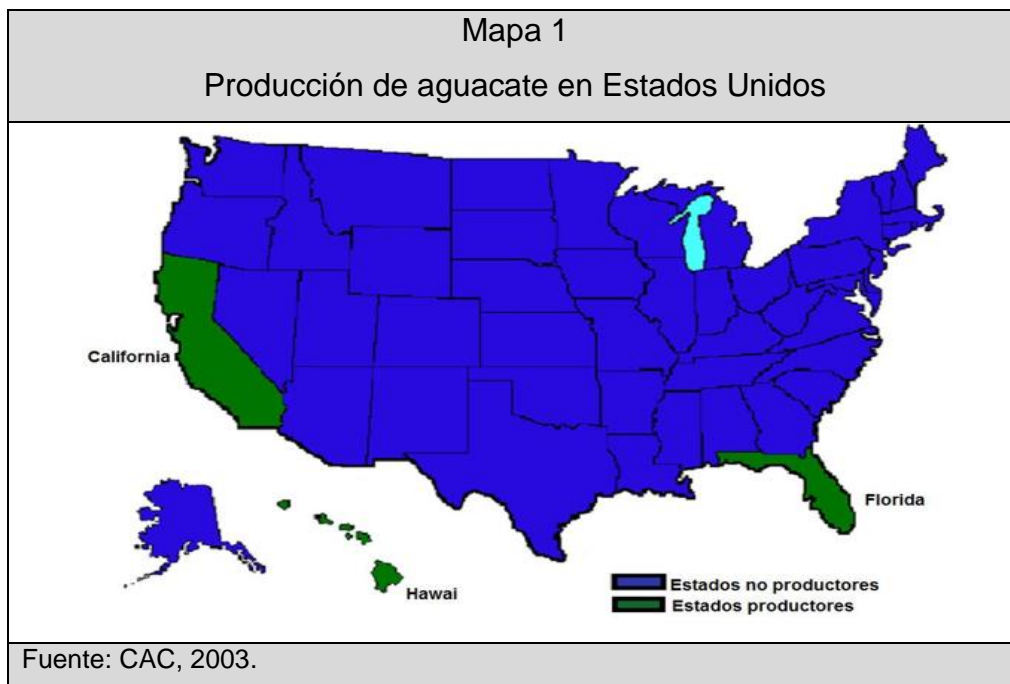 Mapa 1
Producción de aguacate en Estados Unidos
California
Florida
Hawai
Estados no productores
Estados productores
Fuente: CAC, 2003.